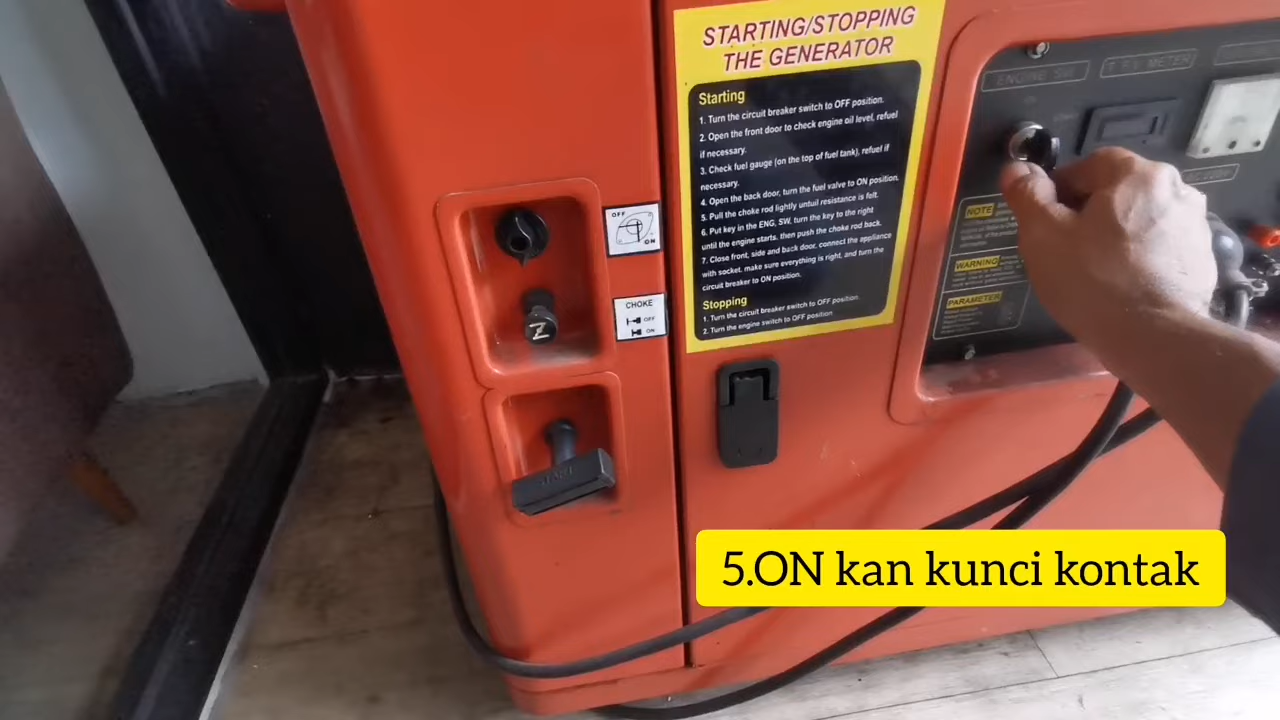 STARTING/STOPPING
THE GENERATOR
Starting
1. Turn the circuit breaker switch to OFF position.
2. Open the front door to check engine oil level, refuel
if necessary.
3. Check fuel gauge (on the top of fuel tank), refuel if
necessary.
4. Open the back door, turn the fuel valve to ON position.
5. Pull the choke rod lightly untuil resistance is felt.
6. Put key in the ENG, SW, turn the key to the right
until the engine starts, then push the choke rod back.
7. Close front, side and back door, connect the appliance
with socket, make sure everything is right, and turn the
circuit breaker to ON position.
Stopping
1. Turn the circuit breaker switch to OFF position.
2. Turn the engine switch to OFF position
OFF
ON
CHOKE
OFF
ON
Z
START
ENGINE SW
METER
NOTE
WARNING
PARAMETER
5.ON kan kunci kontak